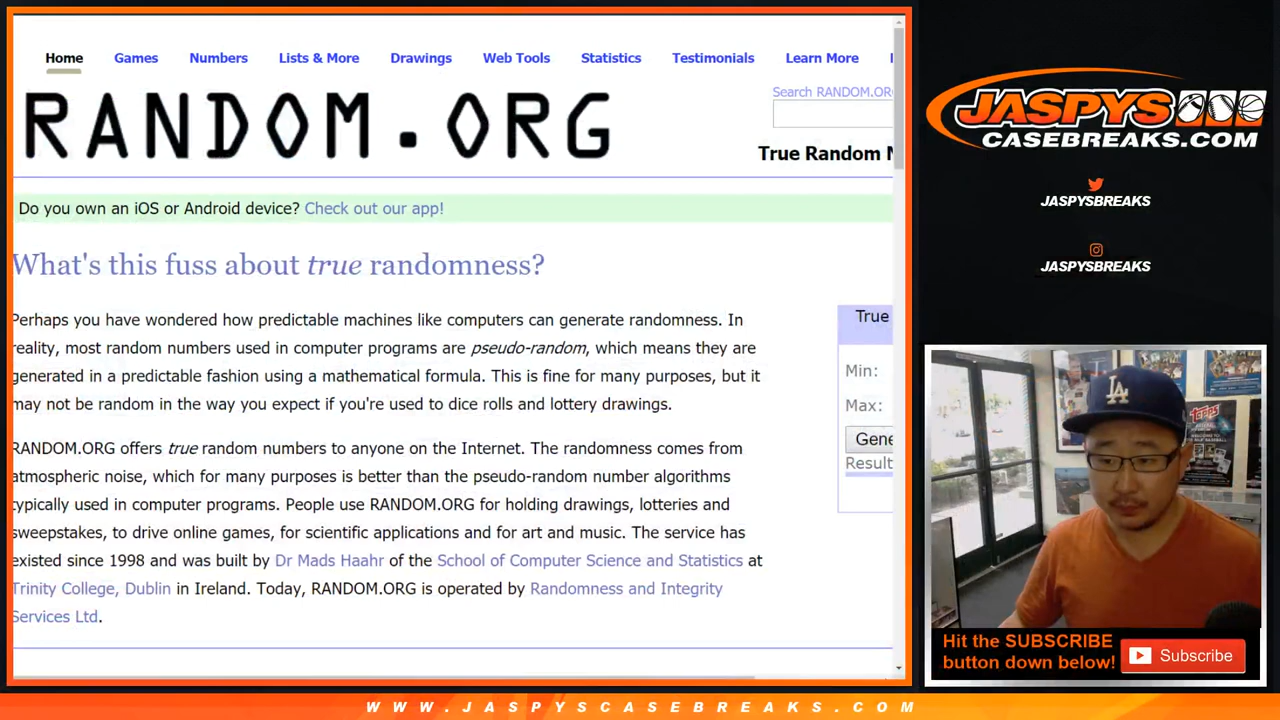 Home Games Numbers Lists & More Drawings Web Tools Statistics Testimonials Learn More
RANDOM.ORG
Search RANDOM.OR
True Random
Do you own an iOS or Android device? Check out our app!
What's this fuss about true randomness?
Perhaps you have wondered how predictable machines like computers can generate randomness. In
reality, most random numbers used in computer programs are pseudo-random, which means they are
generated in a predictable fashion using a mathematical formula. This is fine for many purposes, but it
may not be random in the way you expect if you're used to dice rolls and lottery drawings.
RANDOM.ORG offers true random numbers to anyone on the Internet. The randomness comes from
atmospheric noise, which for many purposes is better than the pseudo-random number algorithms
typically used in computer programs. People use RANDOM.ORG for holding drawings, lotteries and
sweepstakes, to drive online games, for scientific applications and for art and music. The service has
existed since 1998 and was built by Dr Mads Haahr of the School of Computer Science and Statistics at
Trinity College, Dublin in Ireland. Today, RANDOM.ORG is operated by Randomness and Integrity
Services Ltd.
True
Min:
Max:
Gene
Result
JASPYS
CASEBREAKS.COM
JASPYSBREAKS
JASPYSBREAKS
LA
topps
Hit the SUBSCRIBE
button down below!
Subscribe
WWW.JASPYSCASEBREAKS.COM